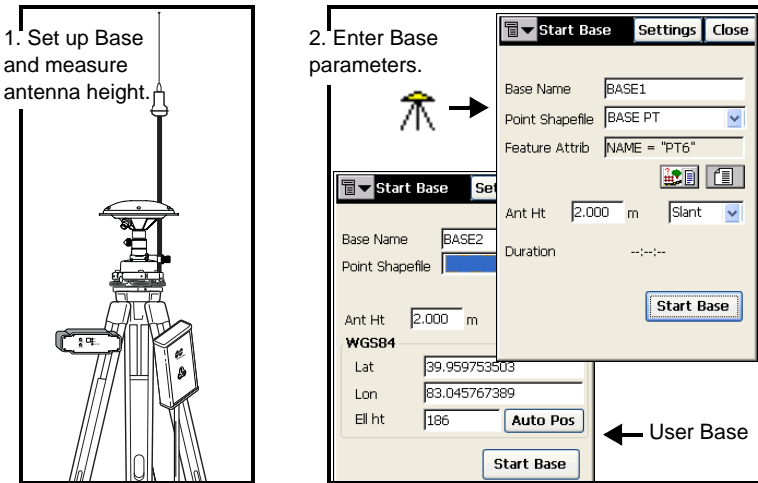 1. Set up Base
and measure
antenna height.
2. Enter Base
parameters.
Start Base Settings Close
Base Name BASE1
Point Shapefile BASE PT
Feature Attrib NAME = "PT6"
Ant Ht 2.000 m Slant
Duration --:--:--
Start Base
Start Base Set
Base Name BASE2
Point Shapefile
Ant Ht 2.000 m
WGS84
Lat 39.959753503
Lon 83.045767389
Ell ht 186 Auto Pos
Start Base
User Base